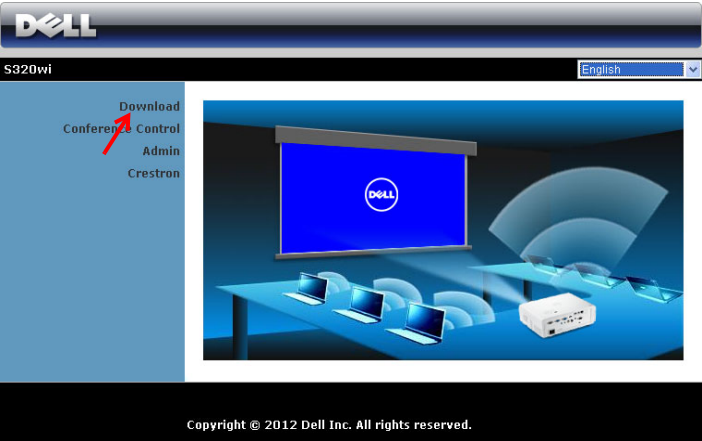 DELL
S320wi
English
Download
Conference Control
Admin
Crestron
DELL
Copyright © 2012 Dell Inc. All rights reserved.